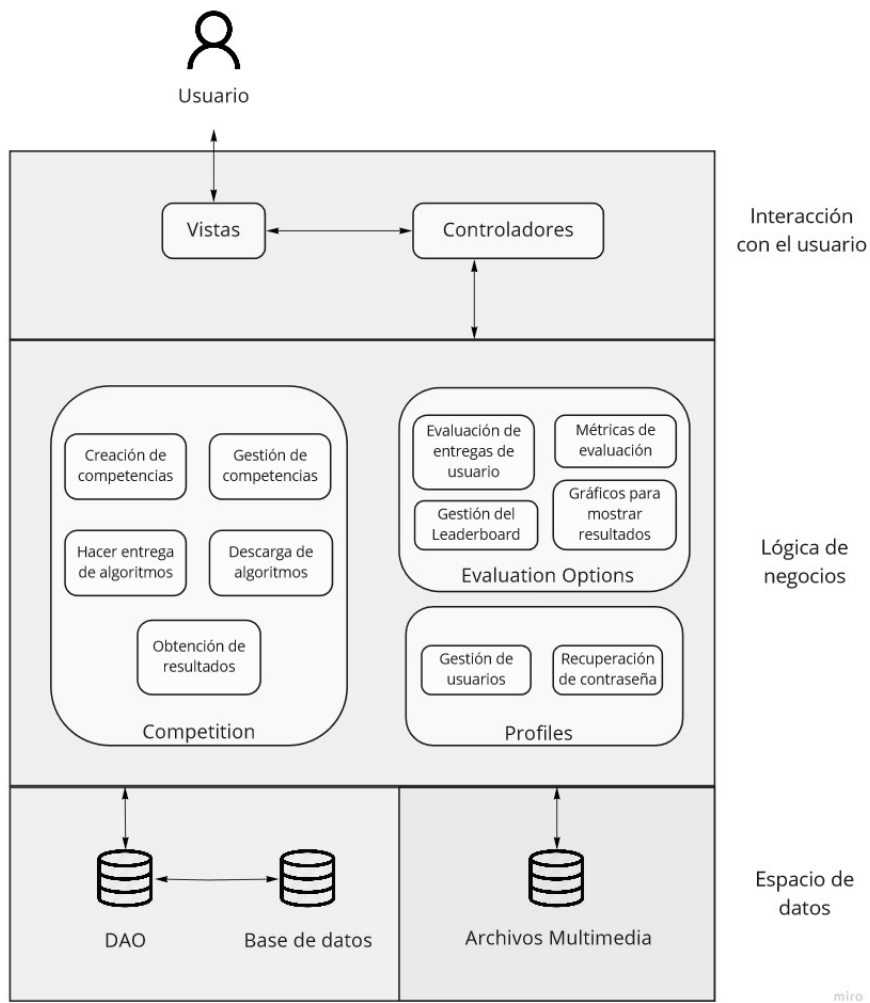 Usuario
Vistas
Controladores
Interacción
con el usuario
Creación de
competencias
Gestión de
competencias
Hacer entrega
de algoritmos
Descarga de
algoritmos
Obtención de
resultados
Competition
Evaluación de
entregas de
usuario
Métricas de
evaluación
Gestión del
Leaderboard
Gráficos para
mostrar
resultados
Evaluation Options
Gestión de
usuarios
Recuperación
de contraseña
Profiles
Lógica de
negocios
DAO
Base de datos
Archivos Multimedia
Espacio de
datos
miro